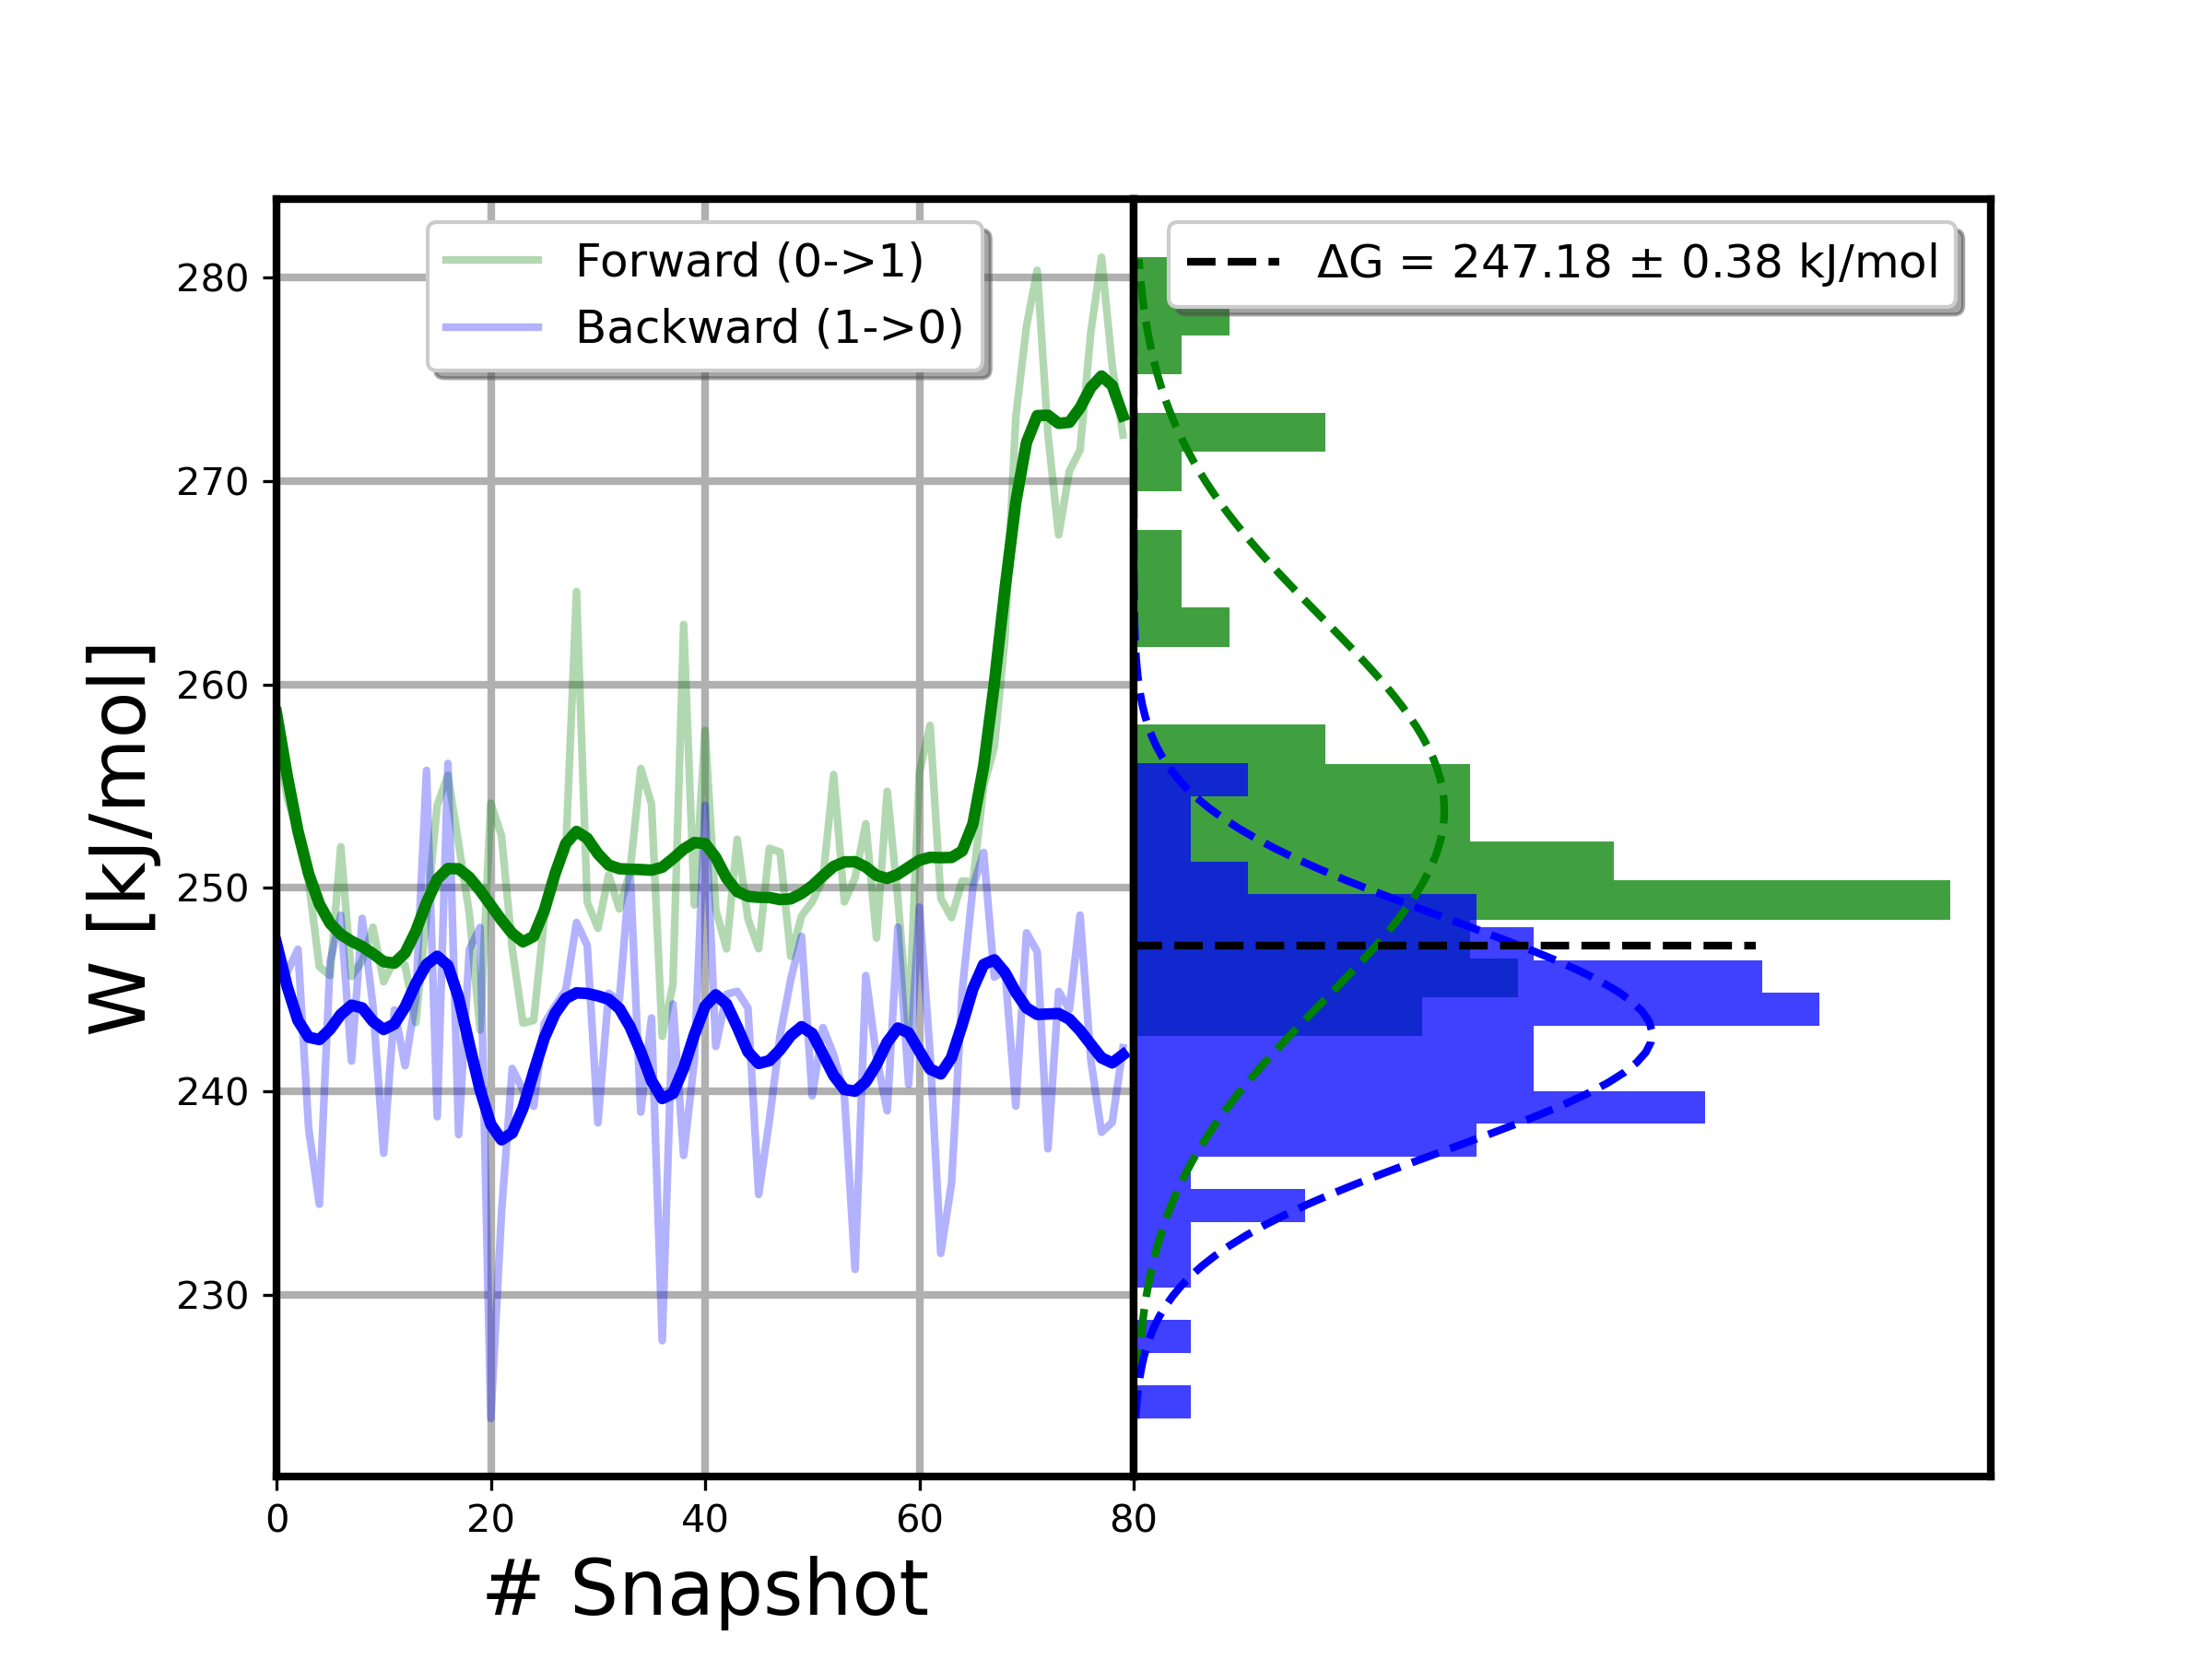 Forward (0->1)
Backward (1->0)
ΔG = 247.18 ± 0.38 kJ/mol
W [kJ/mol]
280
270
260
250
240
230
0 20 40 60 80
# Snapshot